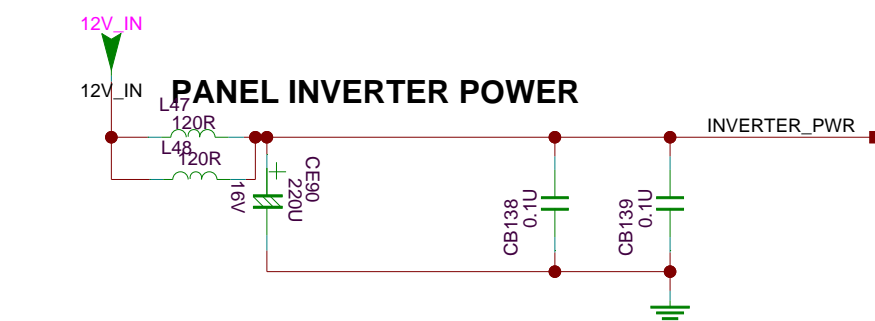 12V_IN
12V_IN
PANEL INVERTER POWER
L47
120R
INVERTER_PWR
L48
120R
CE90
220U
16V
CB138
0.1U
CB139
0.1U